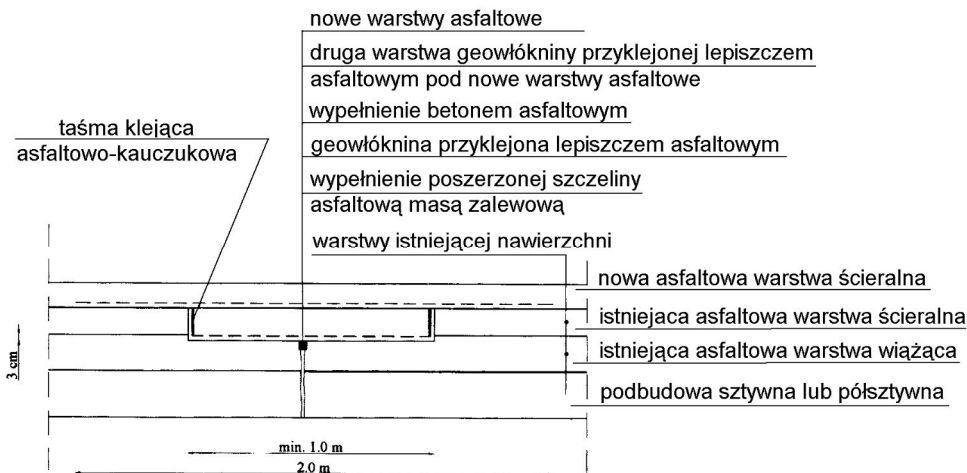 nowe warstwy asfaltowe
druga warstwa geowłókniny przyklejonej lepiszczem
asfaltowym pod nowe warstwy asfaltowe
wypełnienie betonem asfaltowym
taśma klejąca
asfaltowo-kauczukowa
geowłóknina przyklejona lepiszczem asfaltowym
wypełnienie poszerzonej szczeliny
asfaltową masą zalewową
warstwy istniejącej nawierzchni
nowa asfaltowa warstwa ścieralna
istniejaca asfaltowa warstwa ścieralna
istniejąca asfaltowa warstwa wiążąca
3 cm
podbudowa sztywna lub półsztywna
min. 1.0 m
2.0 m